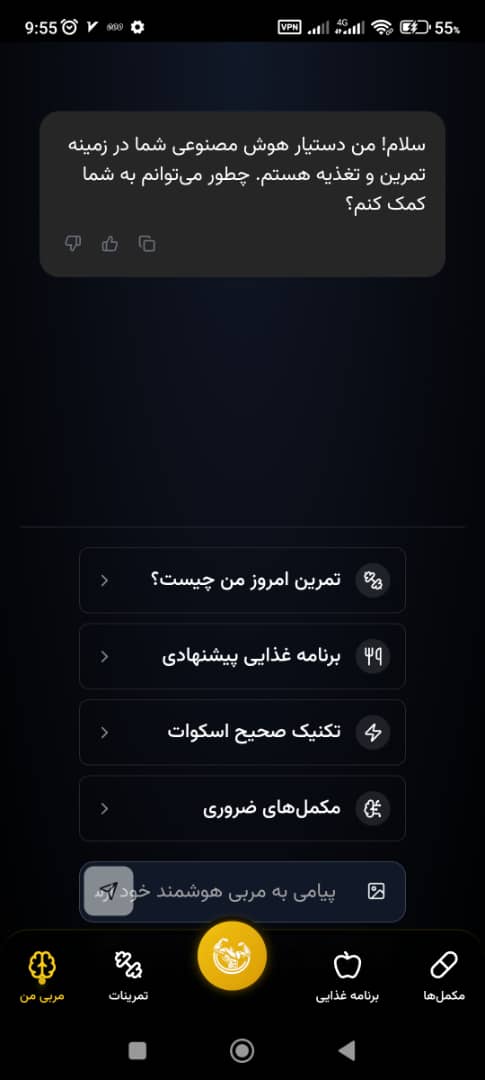 9:55
VPN
4G
55%
سلام! من دستیار هوش مصنوعی شما در زمینه
تمرین و تغذیه هستم. چطور می‌توانم به شما
کمک کنم؟
تمرین امروز من چیست؟
برنامه غذایی پیشنهادی
تکنیک صحیح اسکوات
مکمل‌های ضروری
پیامی به مربی هوشمند خود
مکمل‌ها
برنامه غذایی
تمرینات
مربی من